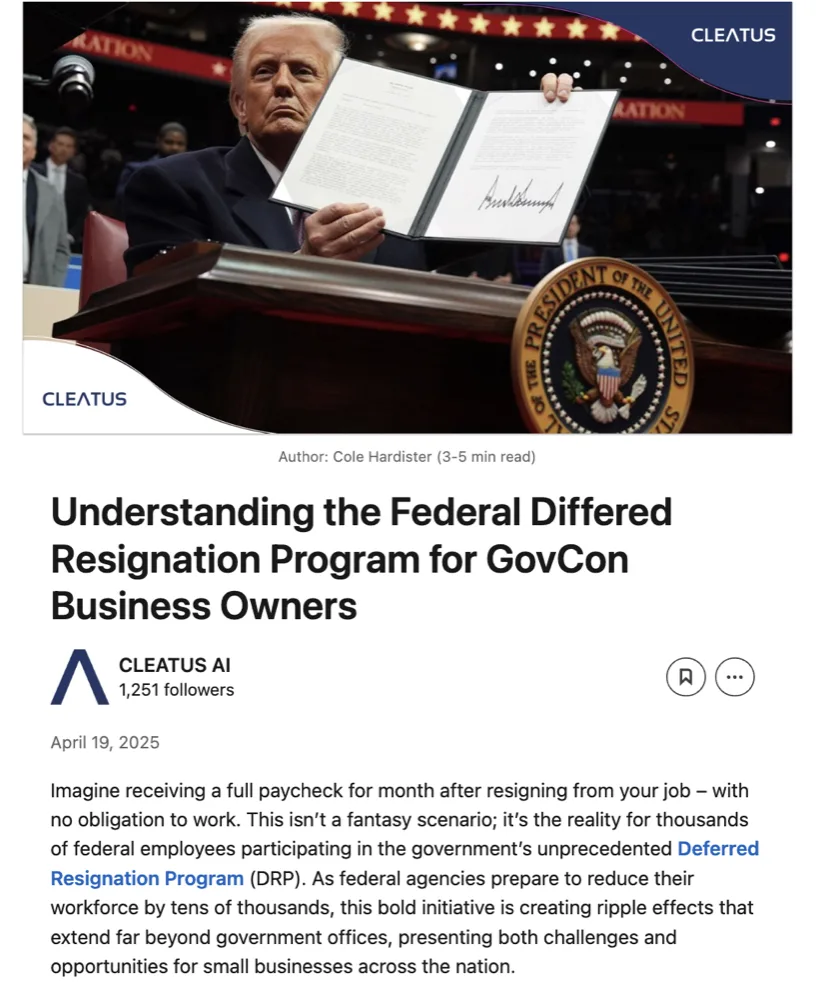 RATION
CLEATUS
RATION
PRESIDENT OF THE UNITED STA
L OF THE
CLEATUS
Author: Cole Hardister (3-5 min read)
Understanding the Federal Differed
Resignation Program for GovCon
Business Owners
CLEATUS AI
1,251 followers
April 19, 2025
Imagine receiving a full paycheck for month after resigning from your job – with
no obligation to work. This isn’t a fantasy scenario; it’s the reality for thousands
of federal employees participating in the government’s unprecedented Deferred
Resignation Program (DRP). As federal agencies prepare to reduce their
workforce by tens of thousands, this bold initiative is creating ripple effects that
extend far beyond government offices, presenting both challenges and
opportunities for small businesses across the nation.